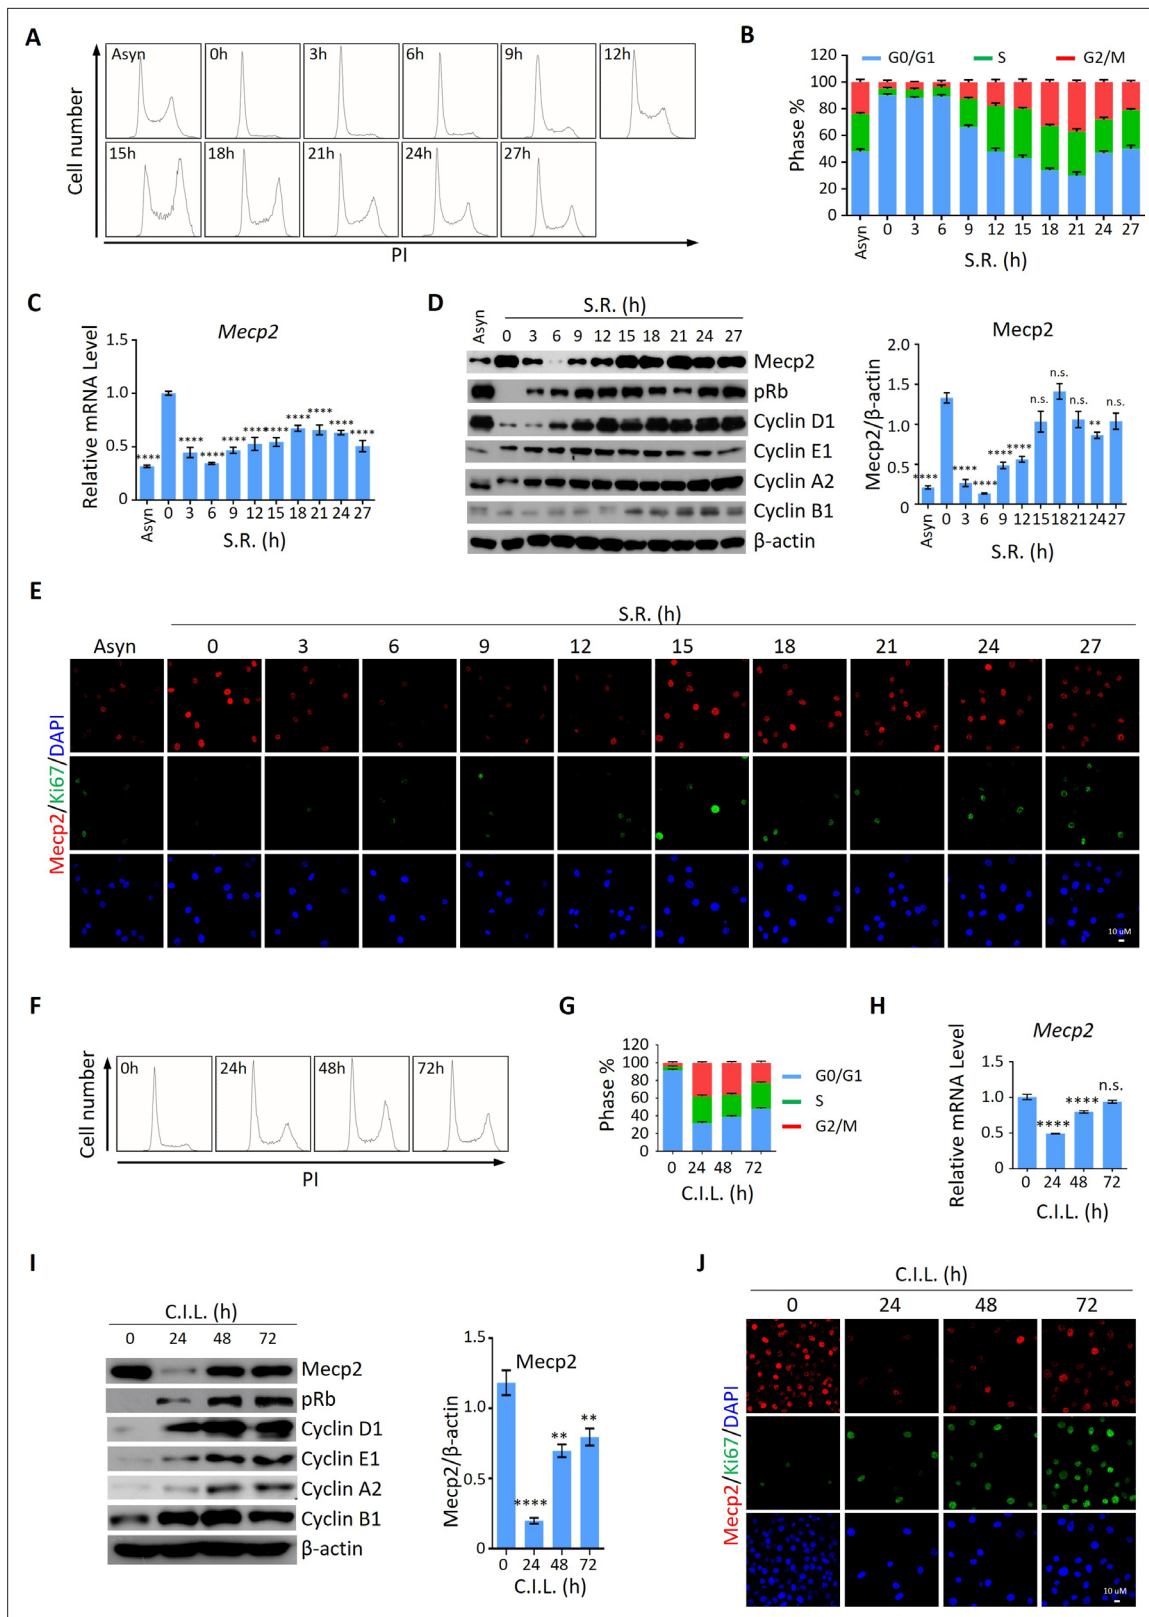 A
Asyn 0h 3h 6h 9h 12h
15h 18h 21h 24h 27h
Cell number
PI
B
G0/G1 S G2/M
120
100
80
60
40
20
0
Phase %
Asyn 0 3 6 9 12 15 18 21 24 27
S.R. (h)
C
Mecp2
Relative mRNA Level
1.5
1.0
0.5
0
**** **** **** **** **** **** **** **** **** ****
Asyn 0 3 6 9 12 15 18 21 24 27
S.R. (h)
D
S.R. (h)
Asyn 0 3 6 9 12 15 18 21 24 27
Mecp2
pRb
Cyclin D1
Cyclin E1
Cyclin A2
Cyclin B1
β-actin
Mecp2
Mecp2/β-actin
2.0
1.5
1.0
0.5
0
**** **** **** **** **** n.s. n.s. n.s. ** n.s.
Asyn 0 3 6 9 12 15 18 21 24 27
S.R. (h)
E
S.R. (h)
Asyn 0 3 6 9 12 15 18 21 24 27
Mecp2/Ki67/DAPI
10 uM
F
0h 24h 48h 72h
Cell number
PI
G
120
100
80
60
40
20
0
Phase %
0 24 48 72
C.I.L. (h)
G0/G1
S
G2/M
H
Mecp2
Relative mRNA Level
1.5
1.0
0.5
0
**** **** n.s.
0 24 48 72
C.I.L. (h)
I
C.I.L. (h)
0 24 48 72
Mecp2
pRb
Cyclin D1
Cyclin E1
Cyclin A2
Cyclin B1
β-actin
Mecp2
Mecp2/β-actin
1.5
1.0
0.5
0
**** ** **
0 24 48 72
C.I.L. (h)
J
C.I.L. (h)
0 24 48 72
Mecp2/Ki67/DAPI
10 uM